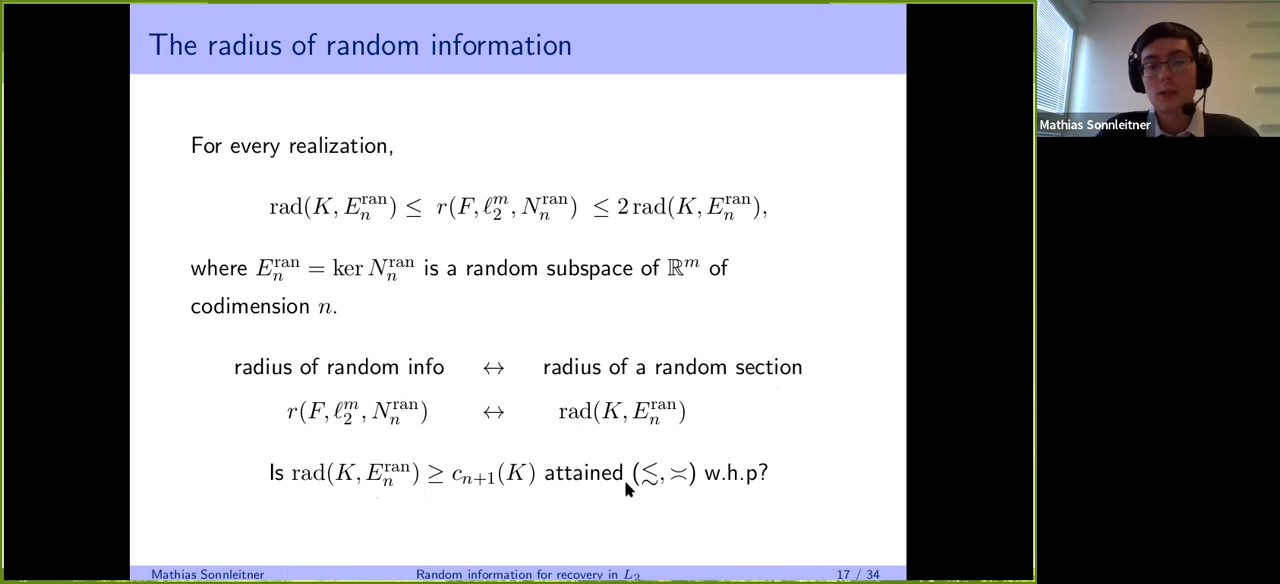 The radius of random information
Mathias Sonnleitner
For every realization,
rad(K, E_n^ran) ≤ r(F, ℓ_2^m, N_n^ran) ≤ 2 rad(K, E_n^ran),
where E_n^ran = ker N_n^ran is a random subspace of ℝ^m of
codimension n.
radius of random info ↔ radius of a random section
r(F, ℓ_2^m, N_n^ran) ↔ rad(K, E_n^ran)
Is rad(K, E_n^ran) ≥ c_{n+1}(K) attained (≲, ≍) w.h.p?
Mathias Sonnleitner Random information for recovery in L_2 17 / 34